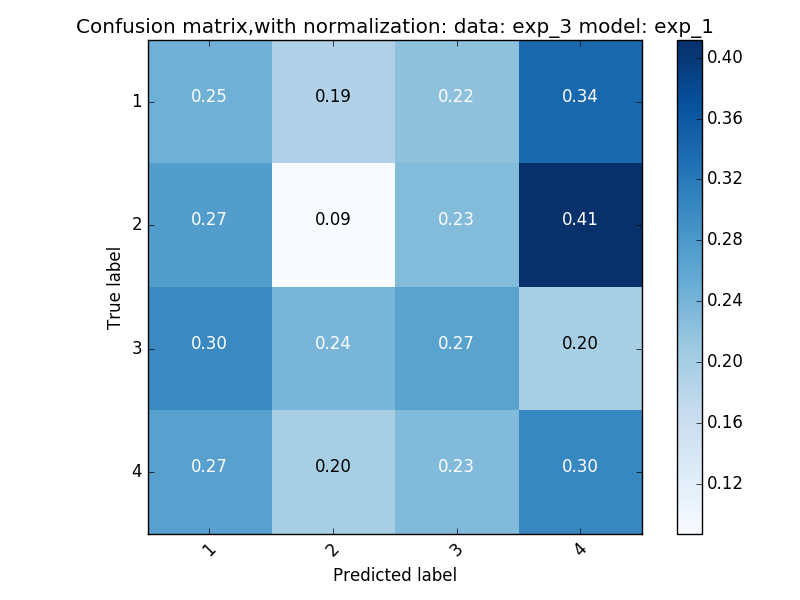 Confusion matrix,with normalization: data: exp_3 model: exp_1
True label
1 0.25 0.19 0.22 0.34
2 0.27 0.09 0.23 0.41
3 0.30 0.24 0.27 0.20
4 0.27 0.20 0.23 0.30
1 2 3 4
Predicted label
0.40
0.36
0.32
0.28
0.24
0.20
0.16
0.12